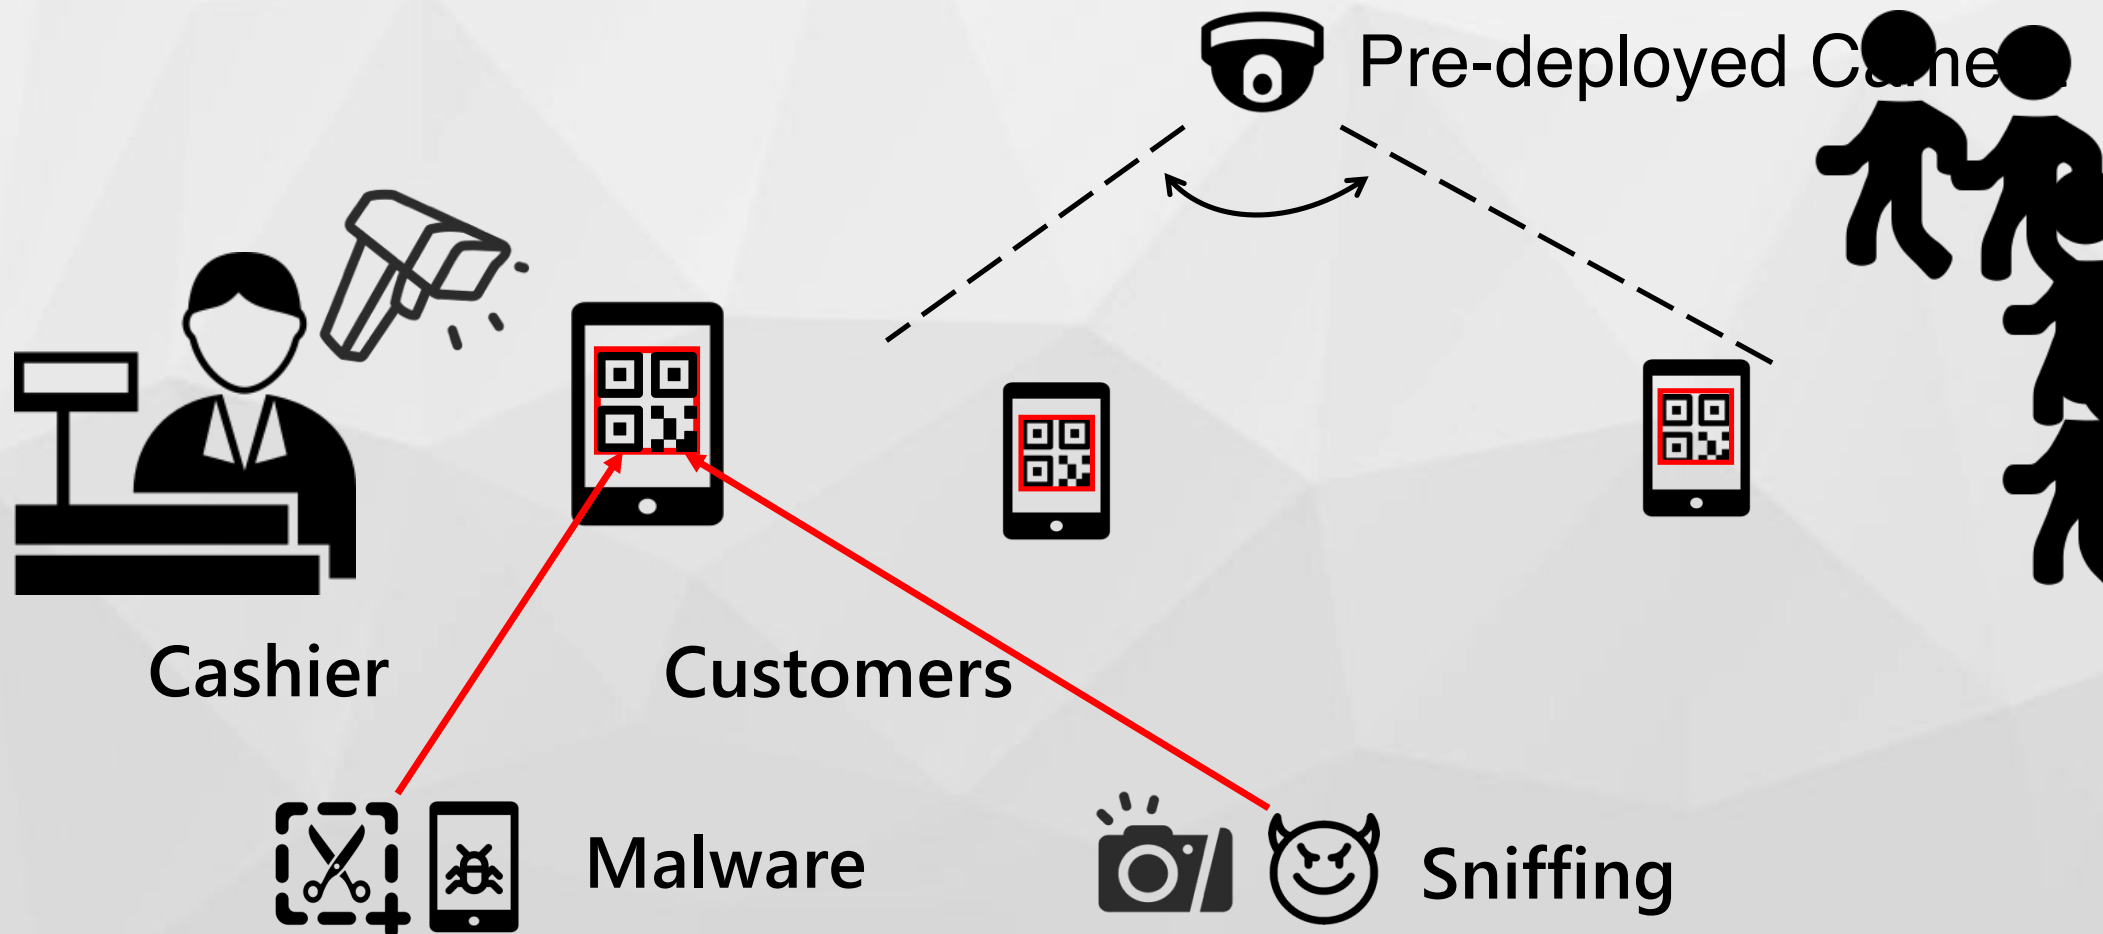 Pre-deployed
Cashier
Customers
Malware
Sniffing